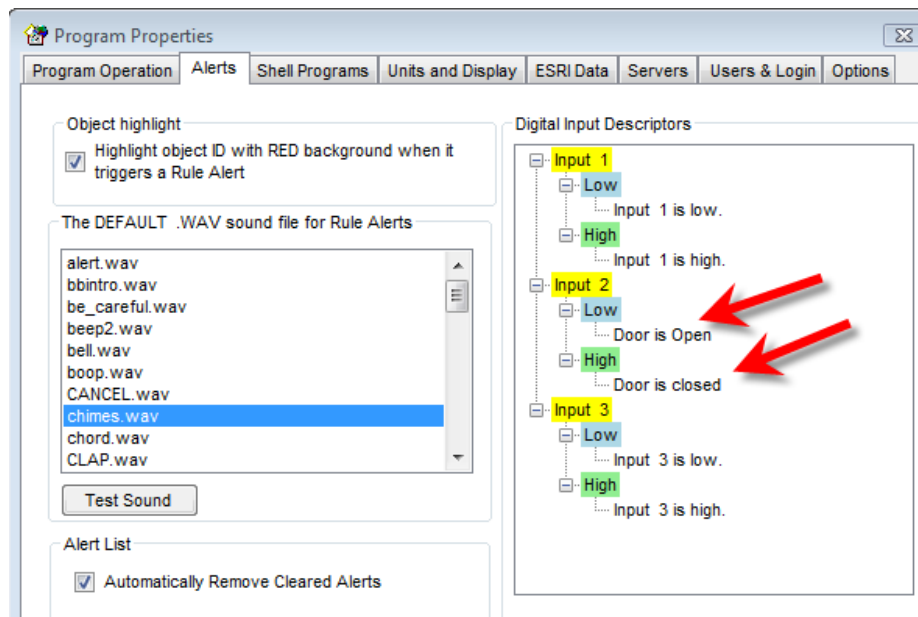 Program Properties
Program Operation
Alerts
Shell Programs
Units and Display
ESRI Data
Servers
Users & Login
Options
Object highlight
Highlight object ID with RED background when it
triggers a Rule Alert
The DEFAULT .WAV sound file for Rule Alerts
alert.wav
bbintro.wav
be_careful.wav
beep2.wav
bell.wav
boop.wav
CANCEL.wav
chimes.wav
chord.wav
CLAP.wav
Test Sound
Alert List
Automatically Remove Cleared Alerts
Digital Input Descriptors
Input 1
Low
Input 1 is low.
High
Input 1 is high.
Input 2
Low
Door is Open
High
Door is closed
Input 3
Low
Input 3 is low.
High
Input 3 is high.